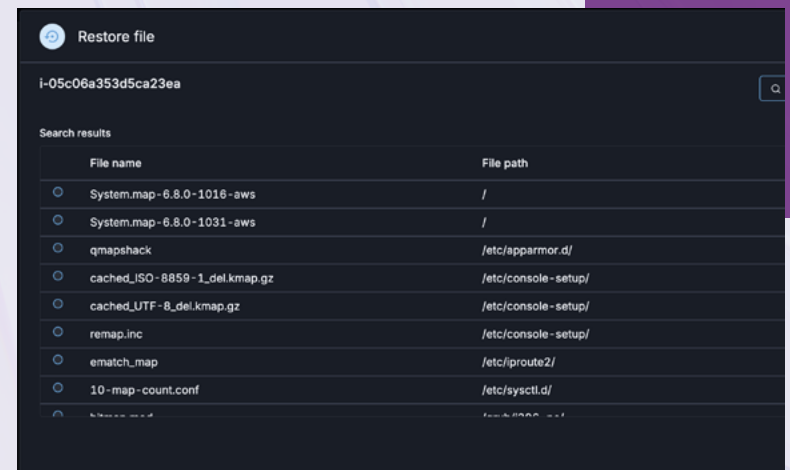 Restore file
i-05c06a353d5ca23ea
Search results
File name File path
System.map-6.8.0-1016-aws /
System.map-6.8.0-1031-aws /
qmapshack /etc/apparmor.d/
cached_ISO-8859-1_del.kmap.gz /etc/console-setup/
cached_UTF-8_del.kmap.gz /etc/console-setup/
remap.inc /etc/console-setup/
ematch_map /etc/iproute2/
10-map-count.conf /etc/sysctl.d/